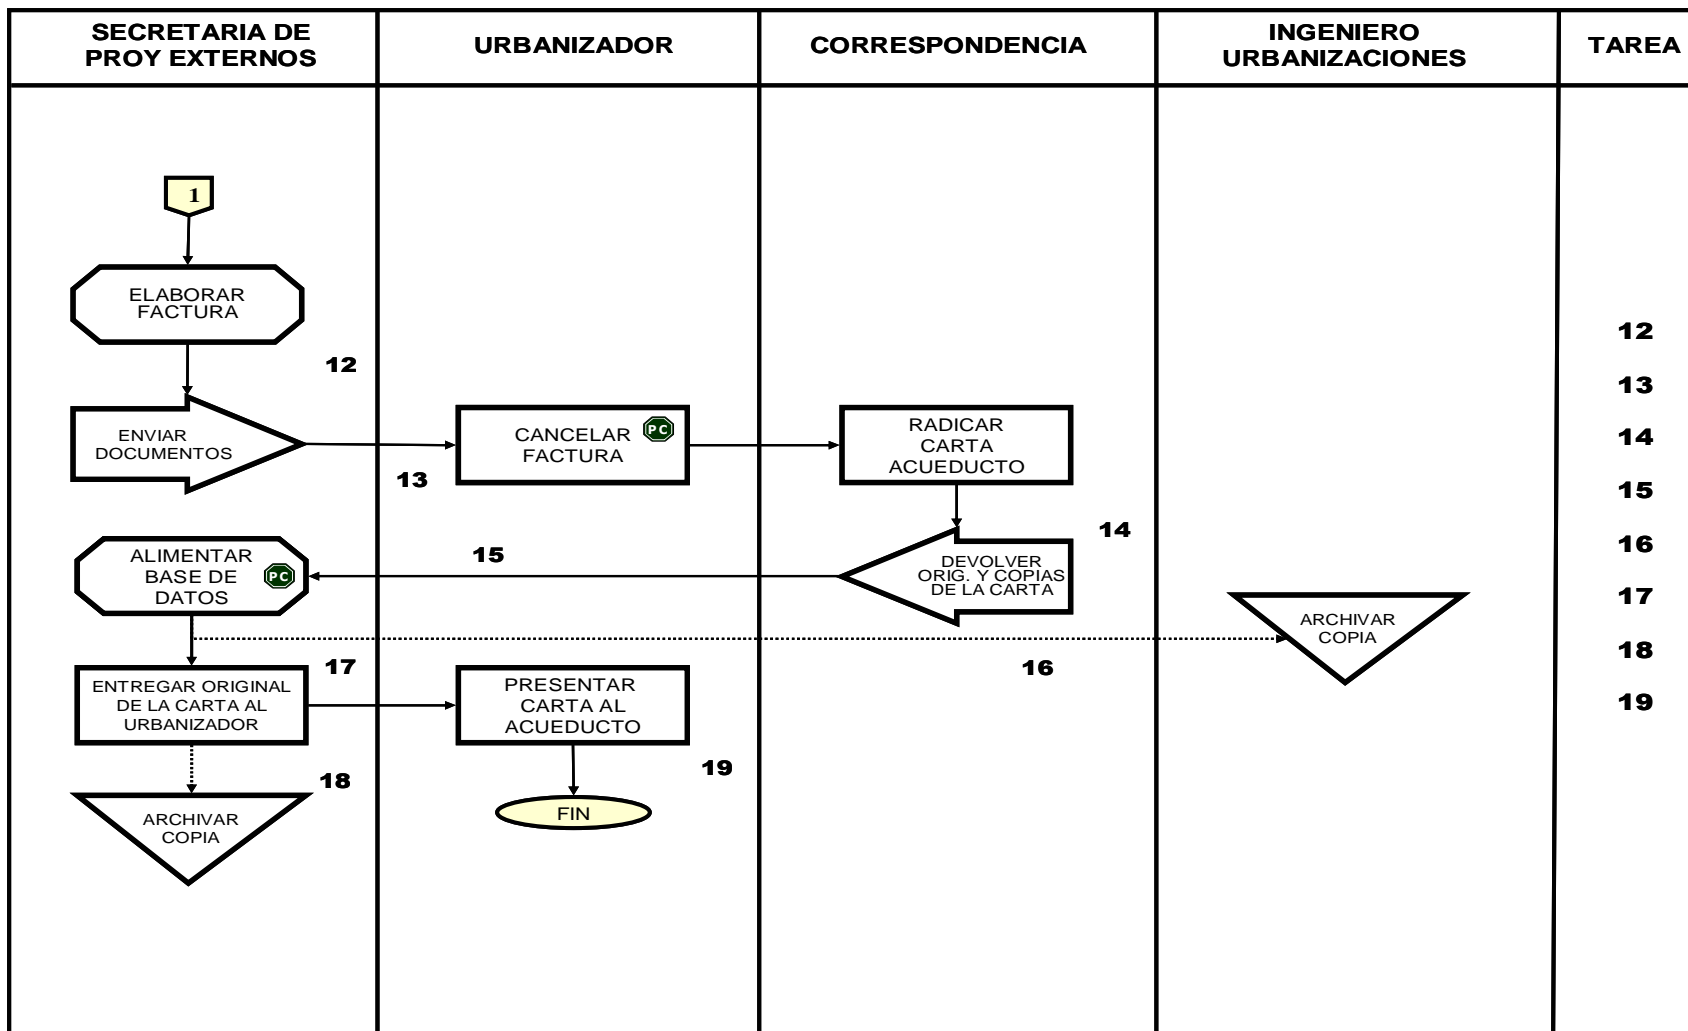 SECRETARIA DE
PROY EXTERNOS
URBANIZADOR
CORRESPONDENCIA
INGENIERO
URBANIZACIONES
TAREA
1
ELABORAR
FACTURA
12
ENVIAR
DOCUMENTOS
13
CANCELAR
FACTURA
PC
RADICAR
CARTA
ACUEDUCTO
14
DEVOLVER
ORIG. Y COPIAS
DE LA CARTA
15
ALIMENTAR
BASE DE
DATOS
PC
16
ARCHIVAR
COPIA
17
ENTREGAR ORIGINAL
DE LA CARTA AL
URBANIZADOR
PRESENTAR
CARTA AL
ACUEDUCTO
18
ARCHIVAR
COPIA
19
FIN
12
13
14
15
16
17
18
19